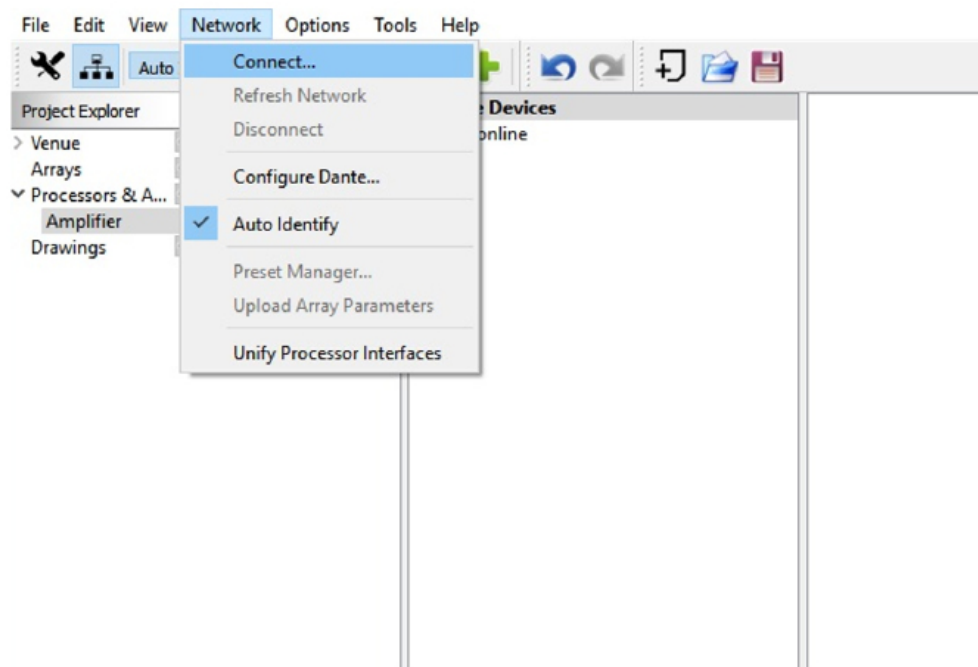 File Edit View Network Options Tools Help
Auto
Connect...
Refresh Network
Disconnect
Configure Dante...
Auto Identify
Preset Manager...
Upload Array Parameters
Unify Processor Interfaces
Project Explorer
Venue
Arrays
Processors & A...
Amplifier
Drawings
Devices
online